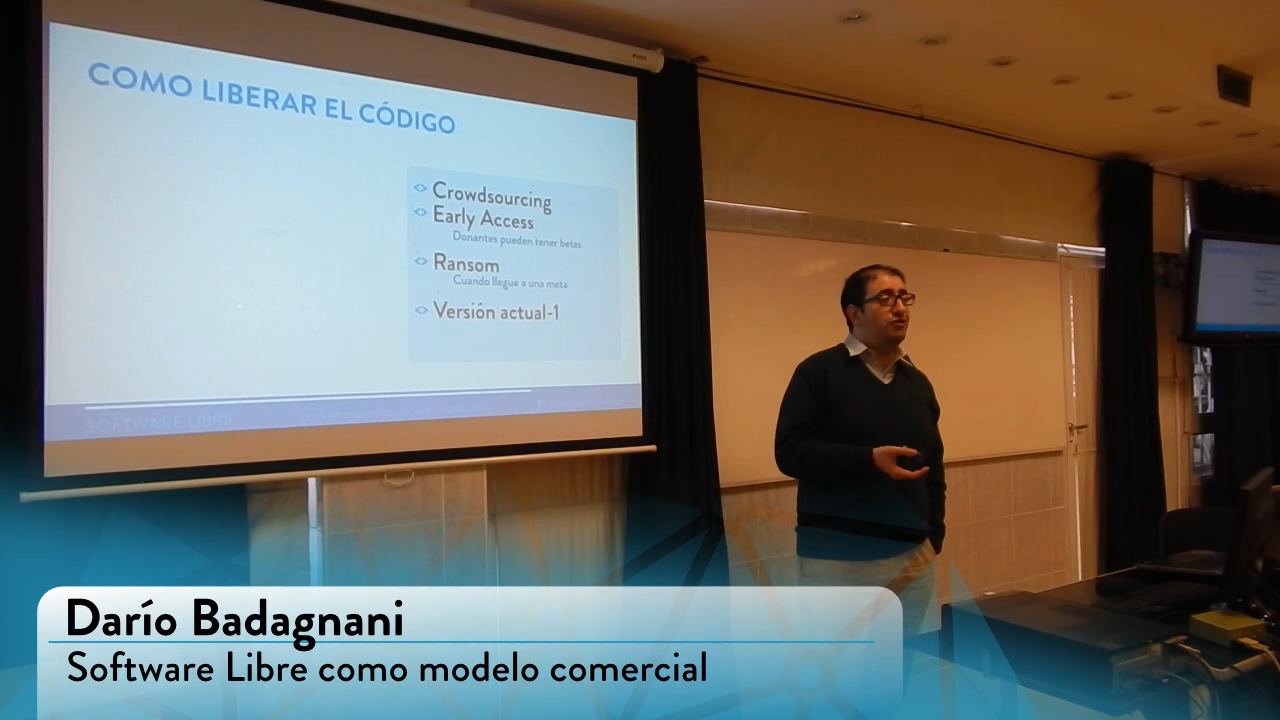 COMO LIBERAR EL CÓDIGO
Crowdsourcing
Early Access
Donantes pueden tener betas
Ransom
Cuando llegue a una meta
Versión actual-1
SOFTWARE LIBRE
Darío Badagnani
Software Libre como modelo comercial